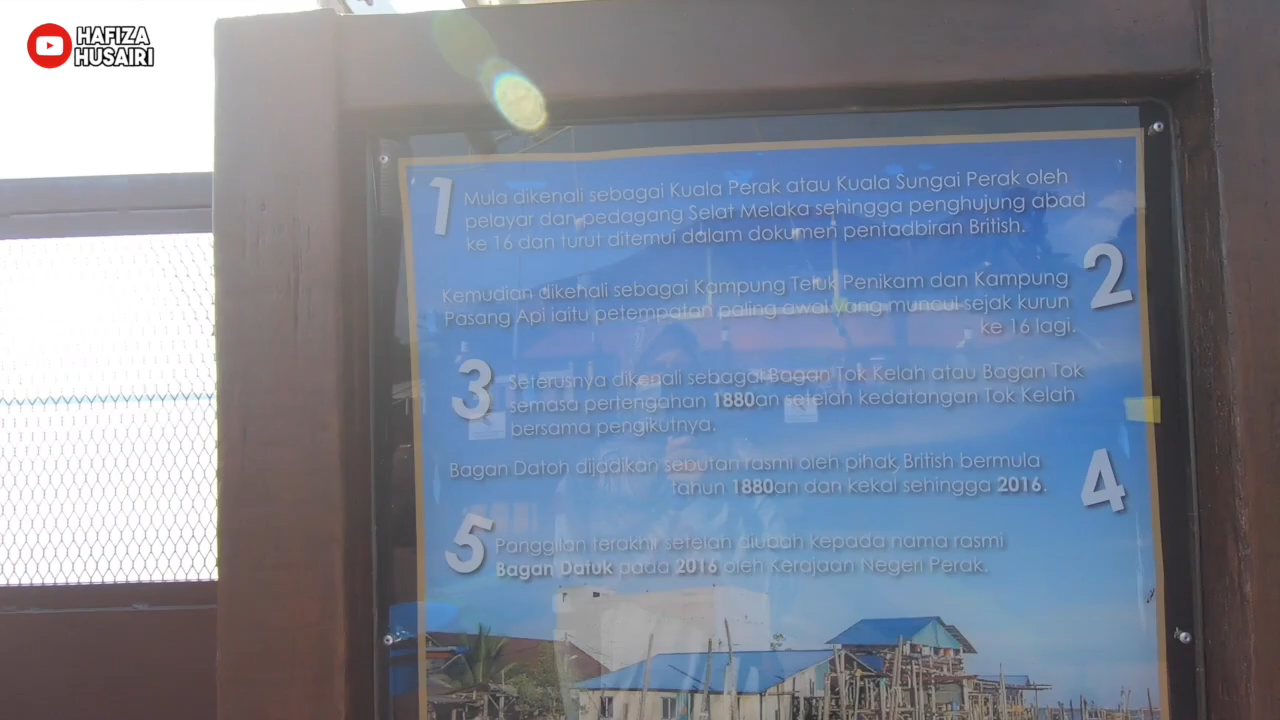 HAFIZA
HUSAIRI
1
Mula dikenali sebagai Kuala Perak atau Kuala Sungai Perak oleh
pelayar dan pedagang Selat Melaka sehingga penghujung abad
ke 16 dan turut ditemui dalam dokumen pentadbiran British.
2
Kemudian dikehali sebagai Kampung Teluk Penikam dan Kampung
Pasang Api iaitu petempatan paling awal yang muncul sejak kurun
ke 16 lagi.
3
Seterusnya dikenali sebagai Bagan Tok Kelah atau Bagan Tok
semasa pertengahan 1880an setelah kedatangan Tok Kelah
bersama pengikutnya.
4
Bagan Datoh dijadikan sebutan rasmi oleh pihak British bermula
tahun 1880an dan kekal sehingga 2016.
5
Panggilan terakhir setelah diubah kepada nama rasmi
Bagan Datuk pada 2016 oleh Kerajaan Negeri Perak.